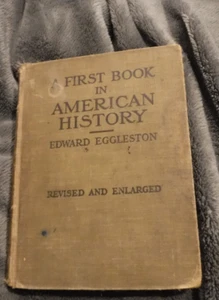 A FIRST BOOK
IN
AMERICAN
HISTORY
EDWARD EGGLESTON
REVISED AND ENLARGED